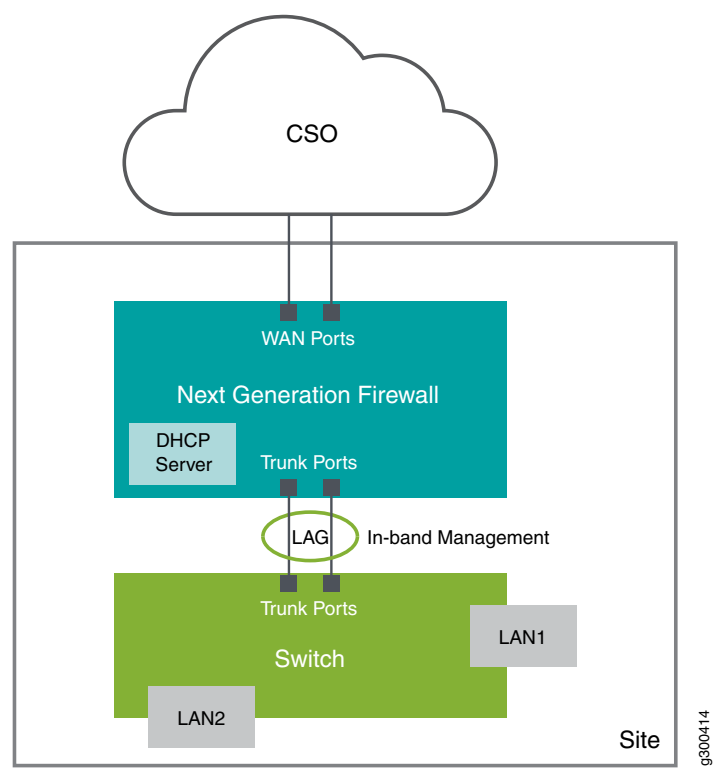 CSO
WAN Ports
Next Generation Firewall
DHCP
Server
Trunk Ports
LAG
In-band Management
Trunk Ports
LAN1
Switch
LAN2
Site
g300414